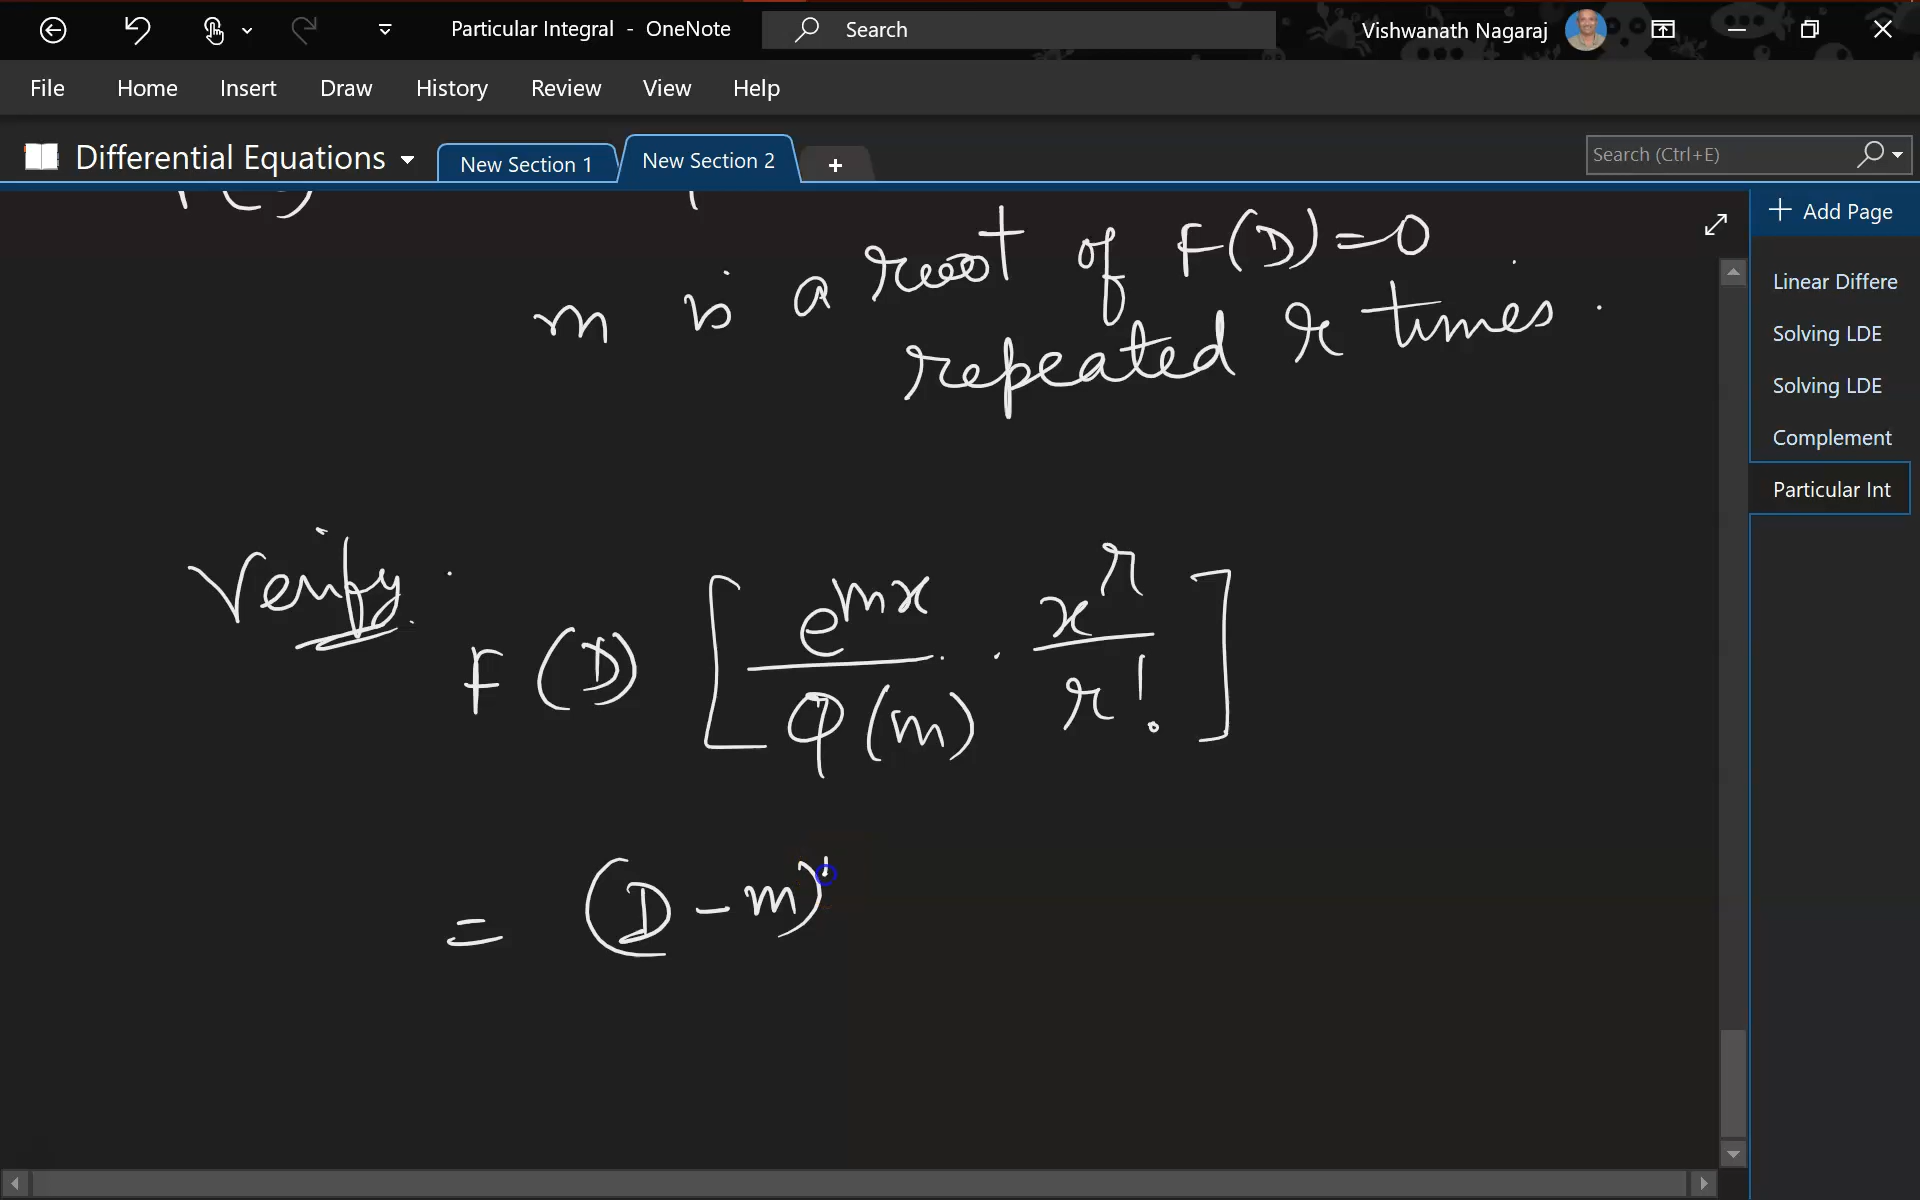 Particular Integral - OneNote
Search
Vishwanath Nagaraj
File Home Insert Draw History Review View Help
Differential Equations
New Section 1
New Section 2
+
Search (Ctrl+E)
+ Add Page
Linear Differe
Solving LDE
Solving LDE
Complement
Particular Int
m is a root of F(D)=0
repeated r times.
Verify.
F(D) [ e^{mx} / φ(m) · x^r / r! ]
= (D - m)